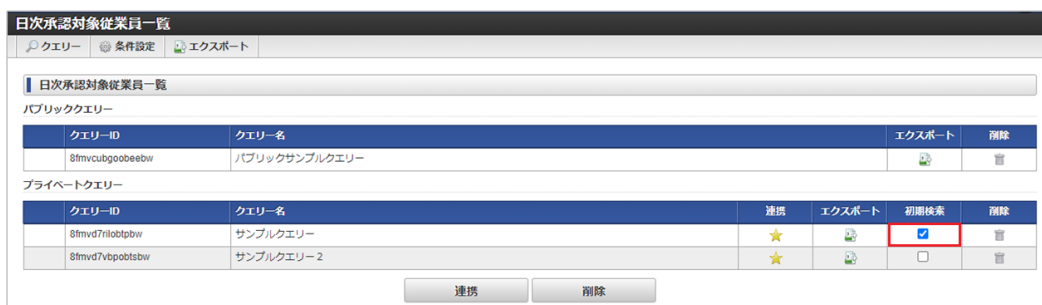 日次承認対象従業員一覧
クエリー 条件設定 エクスポート
日次承認対象従業員一覧
パブリッククエリー
クエリーID クエリー名 エクスポート 削除
8fmvcubgoobeebw パブリックサンプルクエリー
プライベートクエリー
クエリーID クエリー名 連携 エクスポート 初期検索 削除
8fmvd7rilobtpbw サンプルクエリー
8fmvd7vbpobtsbw サンプルクエリー2
連携 削除